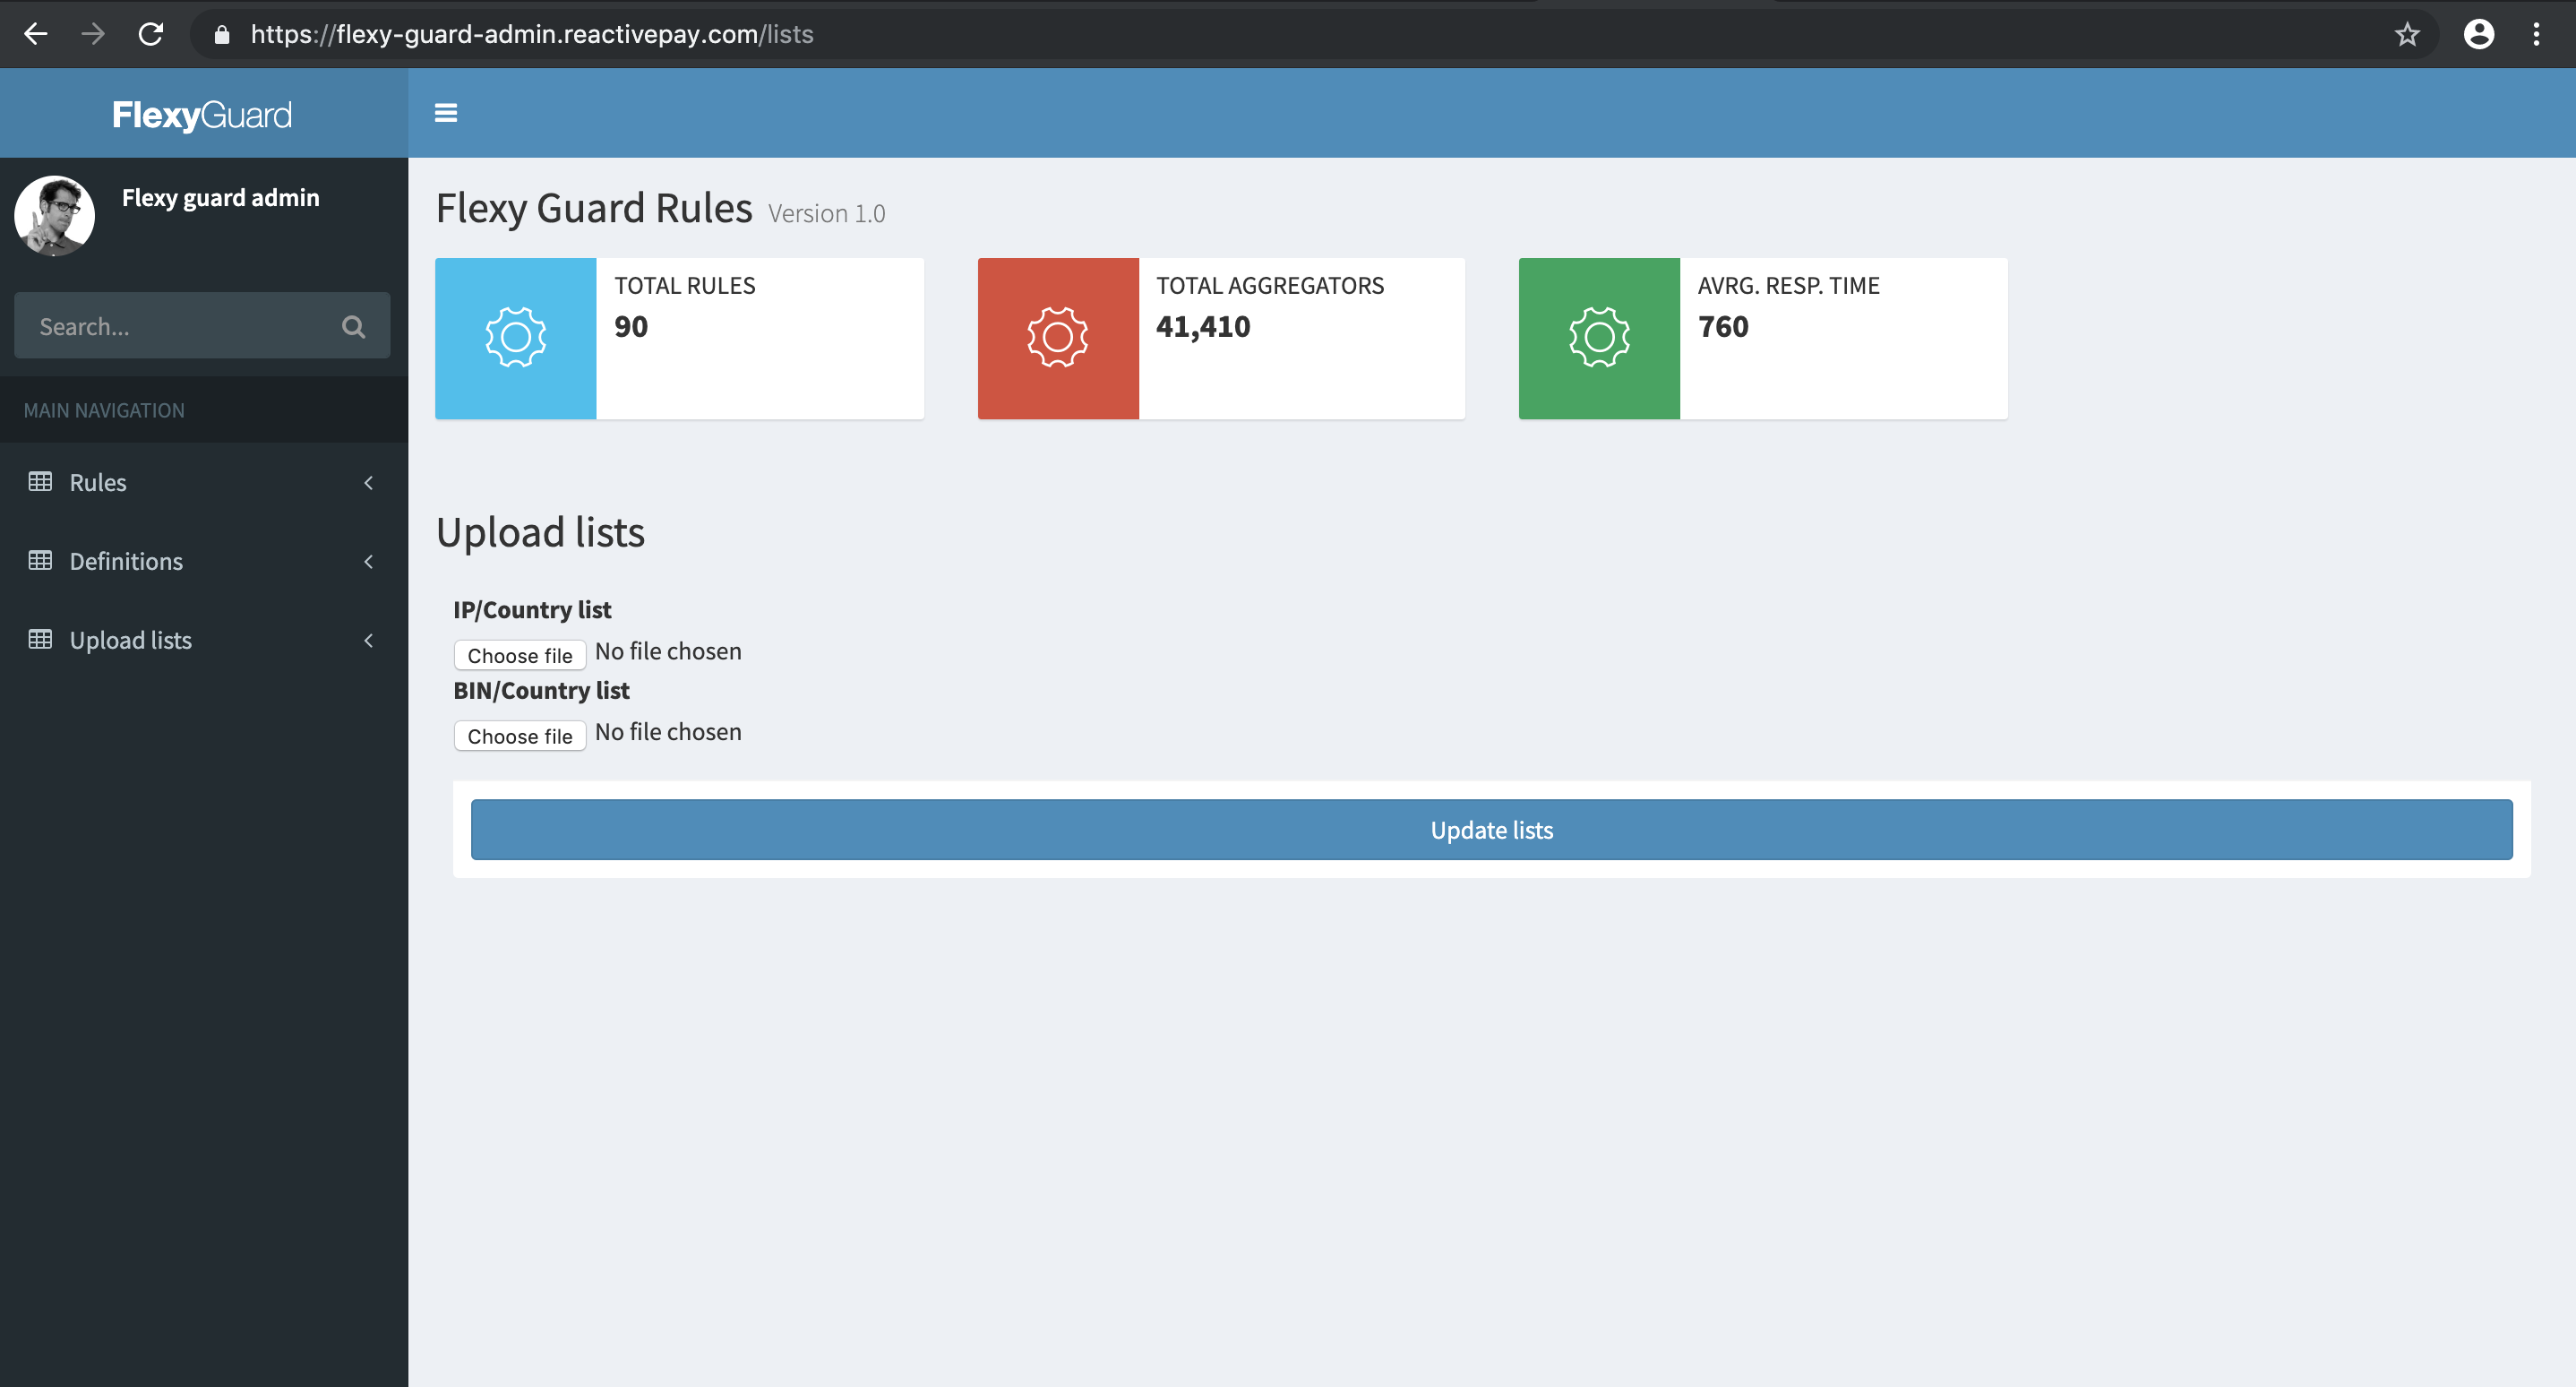 https://flexy-guard-admin.reactivepay.com/lists
FlexyGuard
Flexy guard admin
Search...
MAIN NAVIGATION
Rules
Definitions
Upload lists
Flexy Guard Rules Version 1.0
TOTAL RULES
90
TOTAL AGGREGATORS
41,410
AVRG. RESP. TIME
760
Upload lists
IP/Country list
Choose file No file chosen
BIN/Country list
Choose file No file chosen
Update lists